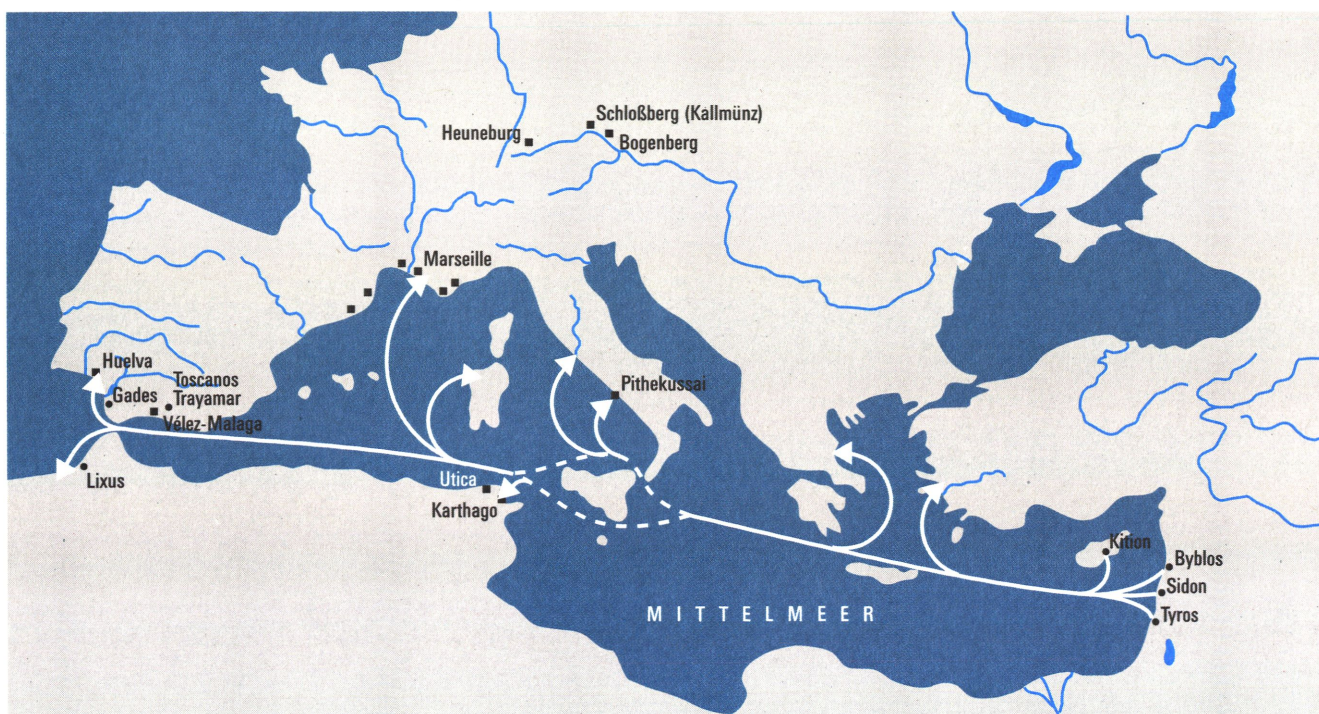 Schloßberg (Kallmünz)
Heuneburg
Bogenberg
Marseille
Huelva
Toscanos
Gades
Trayamar
Vélez-Malaga
Pithekussai
Lixus
Utica
Karthago
Kition
Byblos
Sidon
Tyros
MITTELMEER